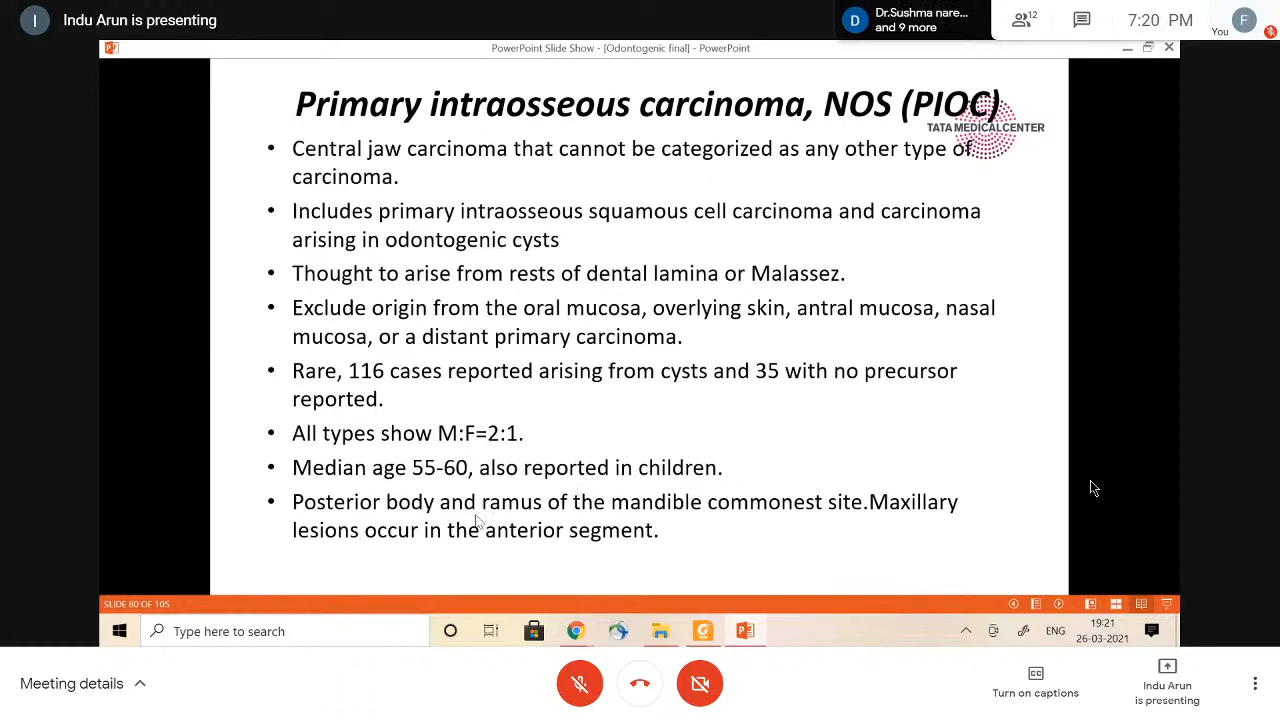 I
Indu Arun is presenting
D
Dr.Sushma nare...
and 9 more
12
7:20 PM
F
You
PowerPoint Slide Show - [Odontogenic final] - PowerPoint
Primary intraosseous carcinoma, NOS (PIOC)
TATA MEDICAL CENTER
• Central jaw carcinoma that cannot be categorized as any other type of
carcinoma.
• Includes primary intraosseous squamous cell carcinoma and carcinoma
arising in odontogenic cysts
• Thought to arise from rests of dental lamina or Malassez.
• Exclude origin from the oral mucosa, overlying skin, antral mucosa, nasal
mucosa, or a distant primary carcinoma.
• Rare, 116 cases reported arising from cysts and 35 with no precursor
reported.
• All types show M:F=2:1.
• Median age 55-60, also reported in children.
• Posterior body and ramus of the mandible commonest site.Maxillary
lesions occur in the anterior segment.
SLIDE 80 OF 105
Type here to search
ENG
19:21
26-03-2021
Meeting details
CC
Turn on captions
Indu Arun
is presenting